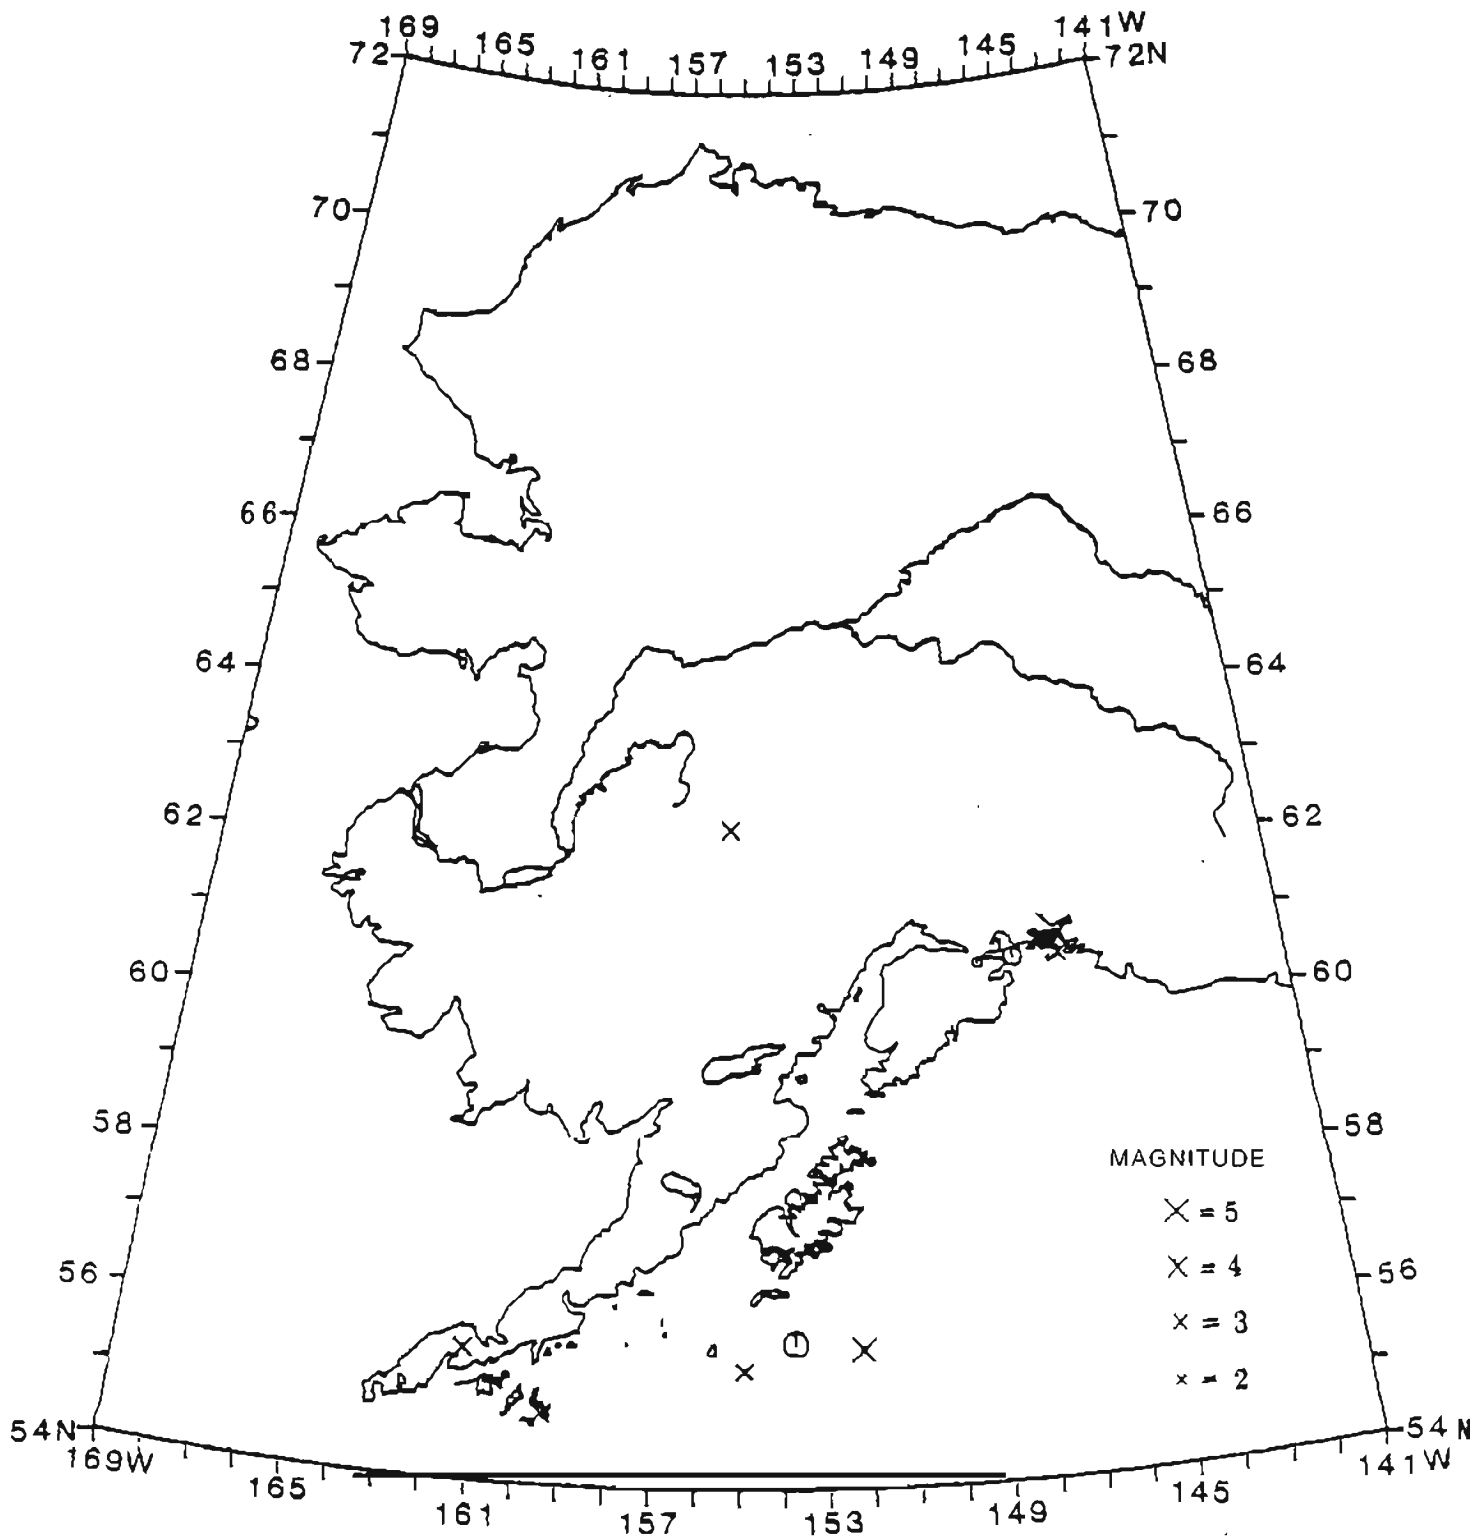 169 165 161 157 153 149 145 141W
72 72N
70 70
68 68
66 66
64 64
62 62
60 60
58 58
MAGNITUDE
X = 5
56 X = 4 56
x = 3
x = 2
54N 54N
169W 165 161 157 153 149 145 141W